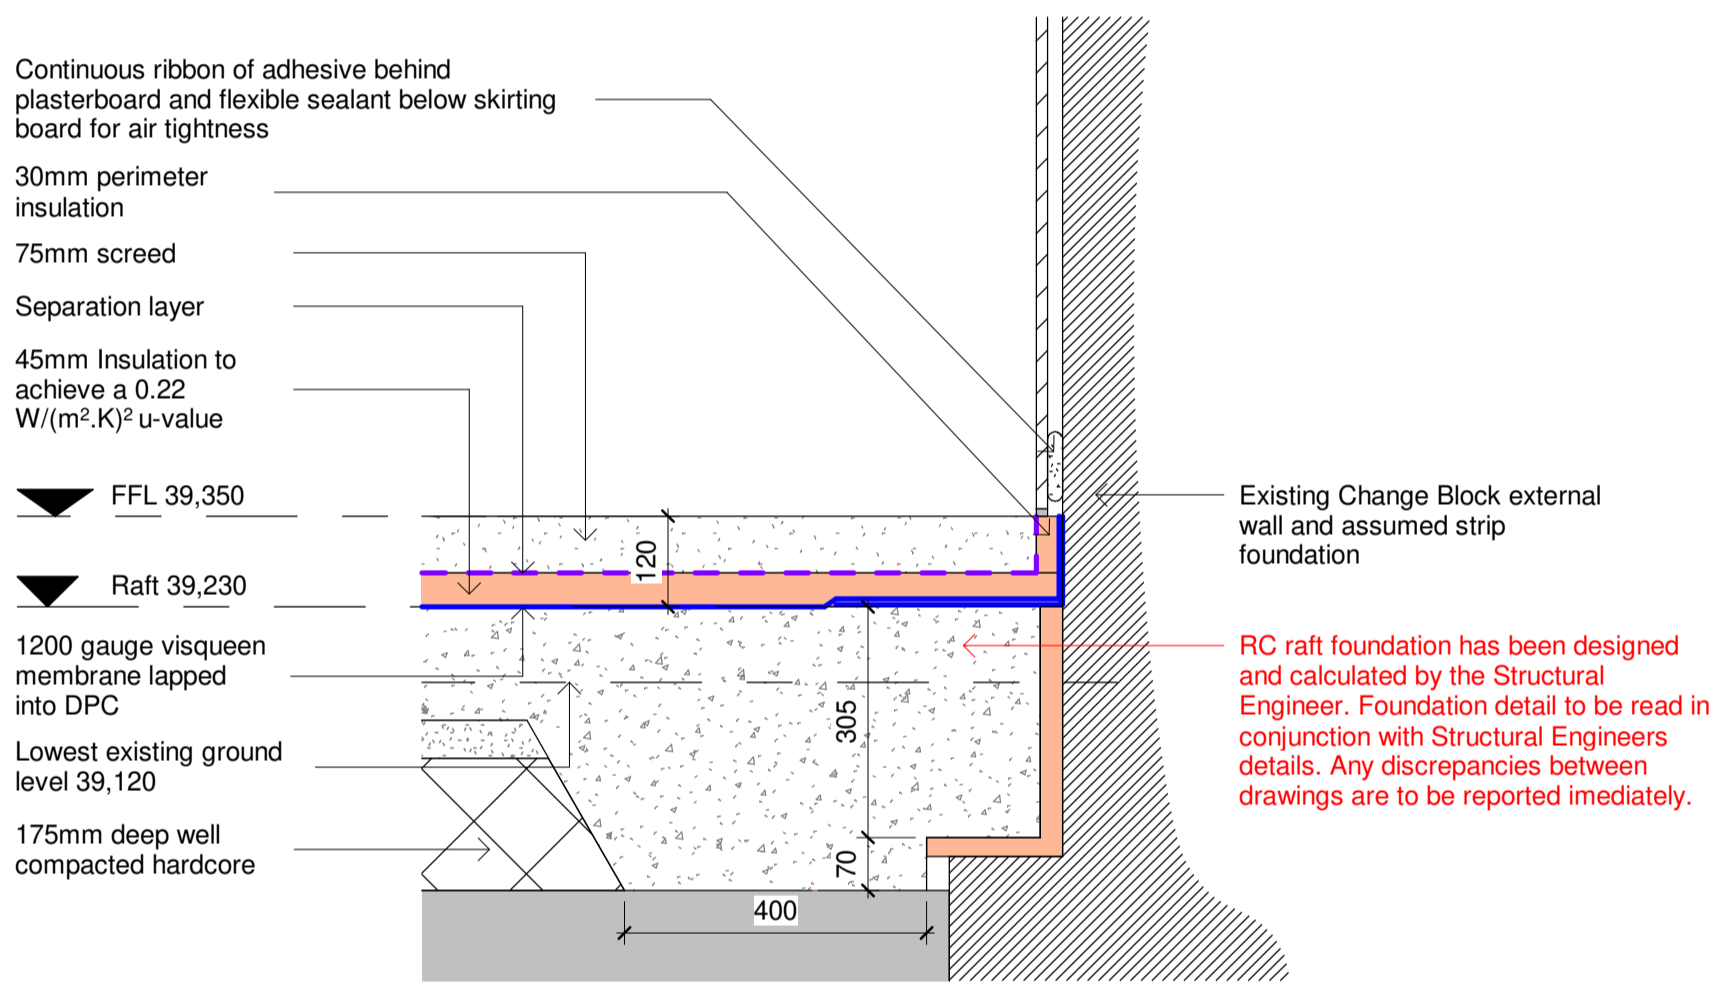 Continuous ribbon of adhesive behind
plasterboard and flexible sealant below skirting
board for air tightness
30mm perimeter
insulation
75mm screed
Separation layer
45mm Insulation to
achieve a 0.22
W/(m².K)² u-value
FFL 39,350
Raft 39,230
1200 gauge visqueen
membrane lapped
into DPC
Lowest existing ground
level 39,120
175mm deep well
compacted hardcore
120
305
70
400
Existing Change Block external
wall and assumed strip
foundation
RC raft foundation has been designed
and calculated by the Structural
Engineer. Foundation detail to be read in
conjunction with Structural Engineers
details. Any discrepancies between
drawings are to be reported imediately.